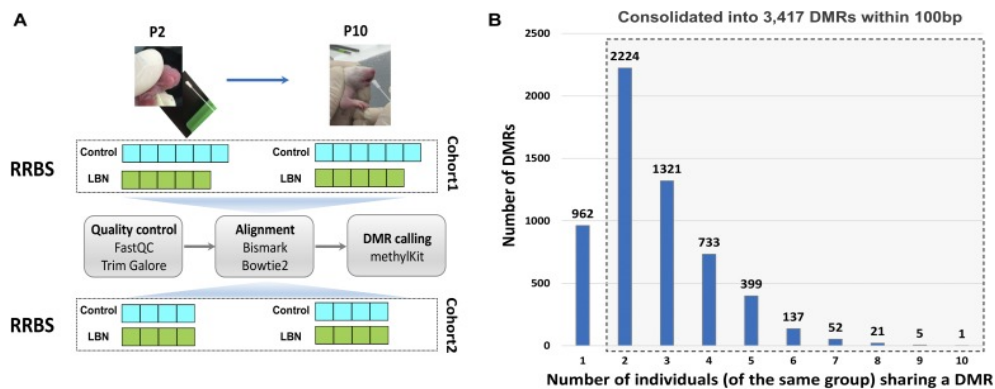 A
P2
P10
RRBS
Control
LBN
Control
LBN
Cohort1
Quality control
FastQC
Trim Galore
Alignment
Bismark
Bowtie2
DMR calling
methylKit
RRBS
Control
LBN
Control
LBN
Cohort2
B
Consolidated into 3,417 DMRs within 100bp
Number of DMRs
2500
2000
1500
1000
500
0
962
2224
1321
733
399
137
52
21
5
1
1 2 3 4 5 6 7 8 9 10
Number of individuals (of the same group) sharing a DMR